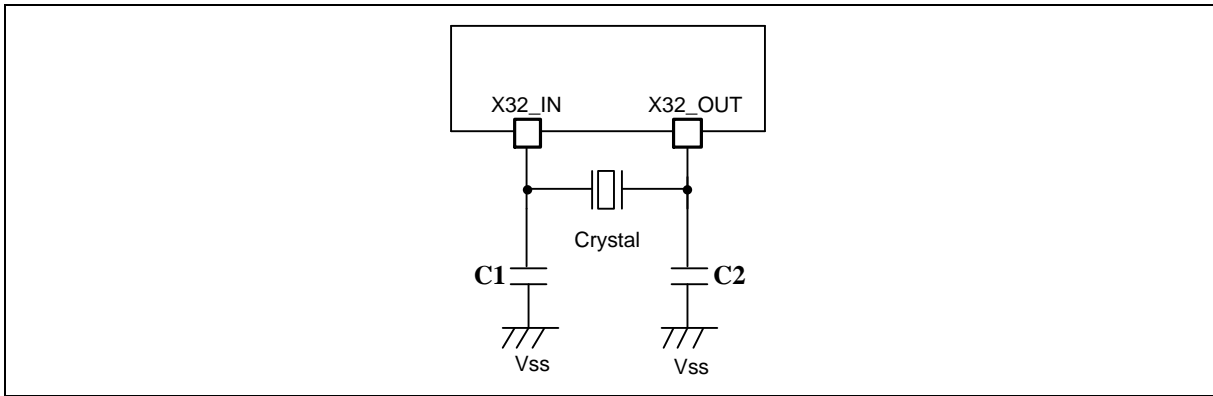 X32_IN
X32_OUT
Crystal
C1
C2
Vss
Vss